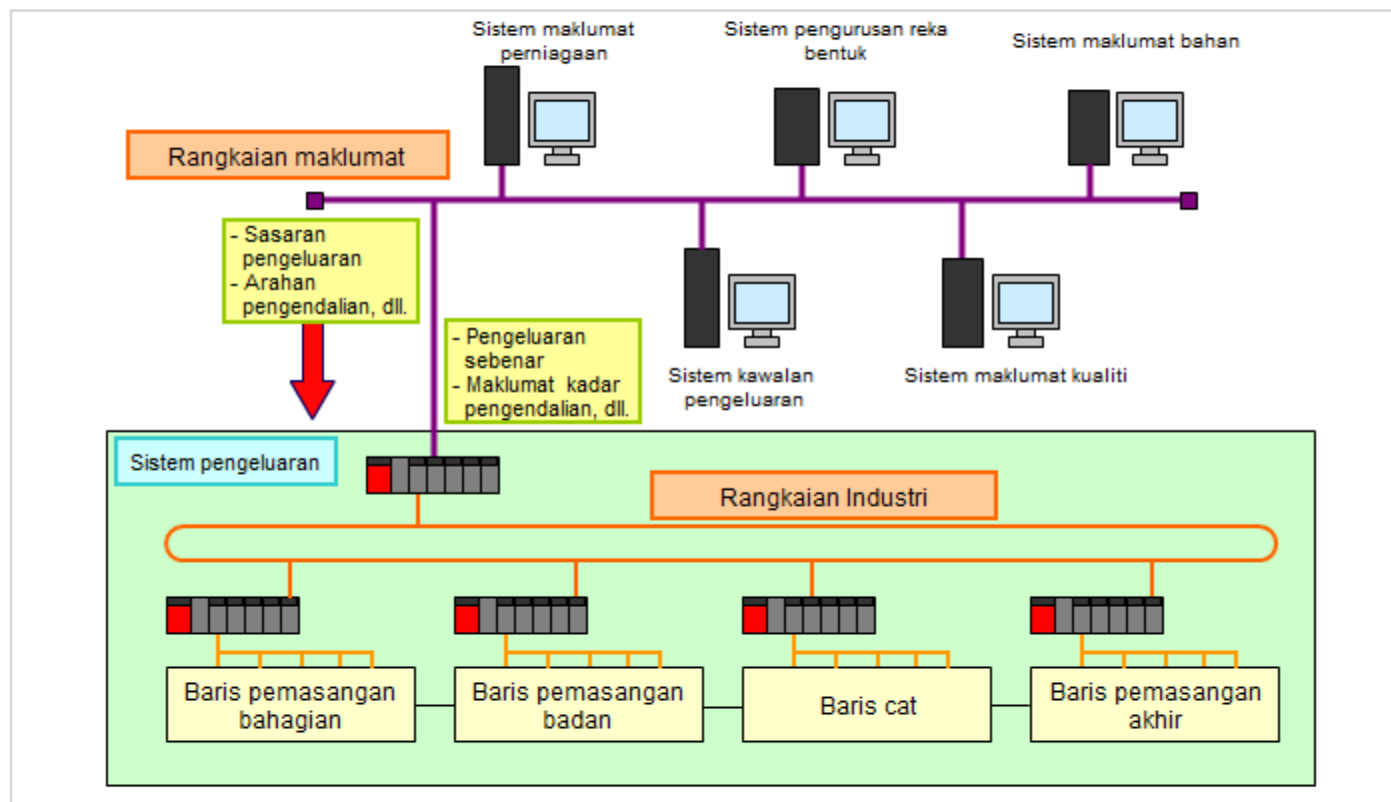 Sistem maklumat
perniagaan
Sistem pengurusan reka
bentuk
Sistem maklumat bahan
Rangkaian maklumat
- Sasaran
pengeluaran
- Arahan
pengendalian, dll.
- Pengeluaran
sebenar
- Maklumat kadar
pengendalian, dll.
Sistem kawalan
pengeluaran
Sistem maklumat kualiti
Sistem pengeluaran
Rangkaian Industri
Baris pemasangan
bahagian
Baris pemasangan
badan
Baris cat
Baris pemasangan
akhir